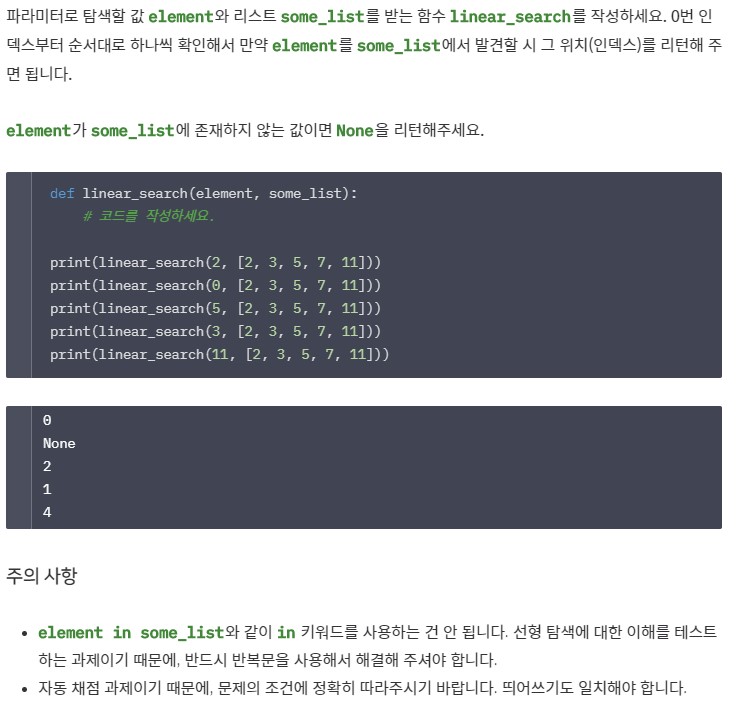 파라미터로 탐색할 값 element와 리스트 some_list를 받는 함수 linear_search를 작성하세요. 0번 인
덱스부터 순서대로 하나씩 확인해서 만약 element를 some_list에서 발견할 시 그 위치(인덱스)를 리턴해 주
면 됩니다.
element가 some_list에 존재하지 않는 값이면 None을 리턴해주세요.
def linear_search(element, some_list):
    # 코드를 작성하세요.
print(linear_search(2, [2, 3, 5, 7, 11]))
print(linear_search(0, [2, 3, 5, 7, 11]))
print(linear_search(5, [2, 3, 5, 7, 11]))
print(linear_search(3, [2, 3, 5, 7, 11]))
print(linear_search(11, [2, 3, 5, 7, 11]))
0
None
2
1
4
주의 사항
• element in some_list와 같이 in 키워드를 사용하는 건 안 됩니다. 선형 탐색에 대한 이해를 테스트
하는 과제이기 때문에, 반드시 반복문을 사용해서 해결해 주셔야 합니다.
• 자동 채점 과제이기 때문에, 문제의 조건에 정확히 따라주시기 바랍니다. 띄어쓰기도 일치해야 합니다.